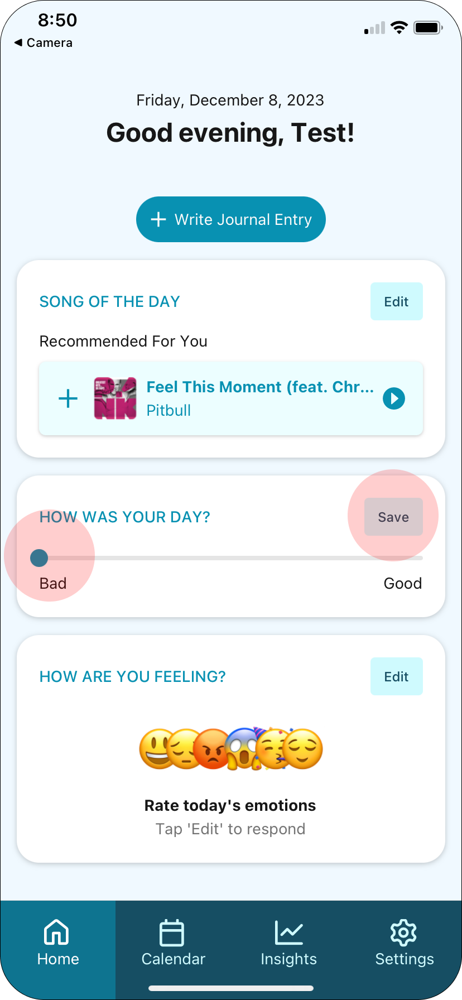 8:50
◀ Camera
Friday, December 8, 2023
Good evening, Test!
+ Write Journal Entry
SONG OF THE DAY
Edit
Recommended For You
Feel This Moment (feat. Chr...
Pitbull
HOW WAS YOUR DAY?
Save
Bad
Good
HOW ARE YOU FEELING?
Edit
Rate today's emotions
Tap 'Edit' to respond
Home
Calendar
Insights
Settings